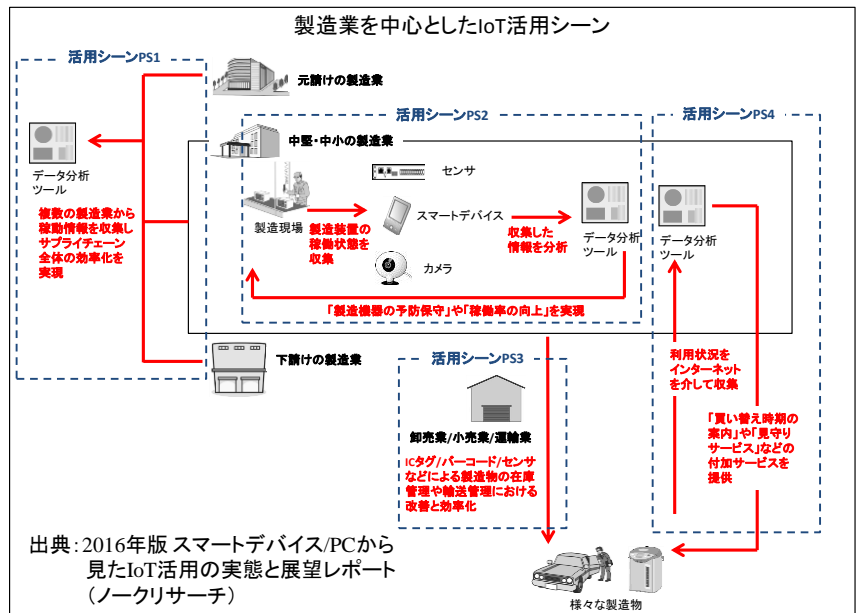 製造業を中心としたIoT活用シーン
活用シーンPS1
元請けの製造業
データ分析
ツール
複数の製造業から
稼動情報を収集し
サプライチェーン
全体の効率化を
実現
下請けの製造業
活用シーンPS2
中堅・中小の製造業
製造現場
製造装置の
稼働状態を
収集
センサ
スマートデバイス
カメラ
収集した
情報を分析
データ分析
ツール
「製造機器の予防保守」や「稼働率の向上」を実現
活用シーンPS4
データ分析
ツール
利用状況を
インターネット
を介して収集
「買い替え時期の
案内」や「見守り
サービス」などの
付加サービスを
提供
活用シーンPS3
卸売業/小売業/運輸業
ICタグ/バーコード/センサ
などによる製造物の在庫
管理や輸送管理における
改善と効率化
様々な製造物
出典：2016年版 スマートデバイス/PCから
見たIoT活用の実態と展望レポート
（ノークリサーチ）